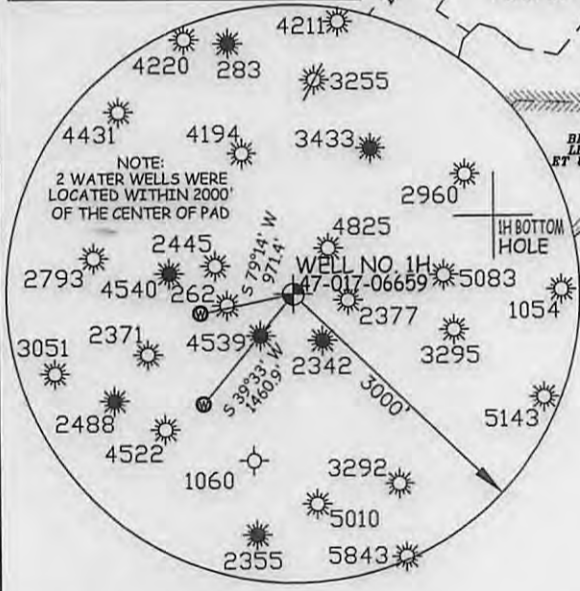 4211
4220
283
3255
4431
4194
3433
NOTE:
2 WATER WELLS WERE
LOCATED WITHIN 2000'
OF THE CENTER OF PAD
2960
1H BOTTOM
HOLE
S 79°14' W
971.4'
4825
2445
2793
WELL NO. 1H
47-017-06659
5083
4540
262
2377
1054
2371
4539
3295
3051
2342
S 39°33' W
1460.9'
W
W
3000'
5143
2488
4522
1060
3292
5010
2355
5843
ET